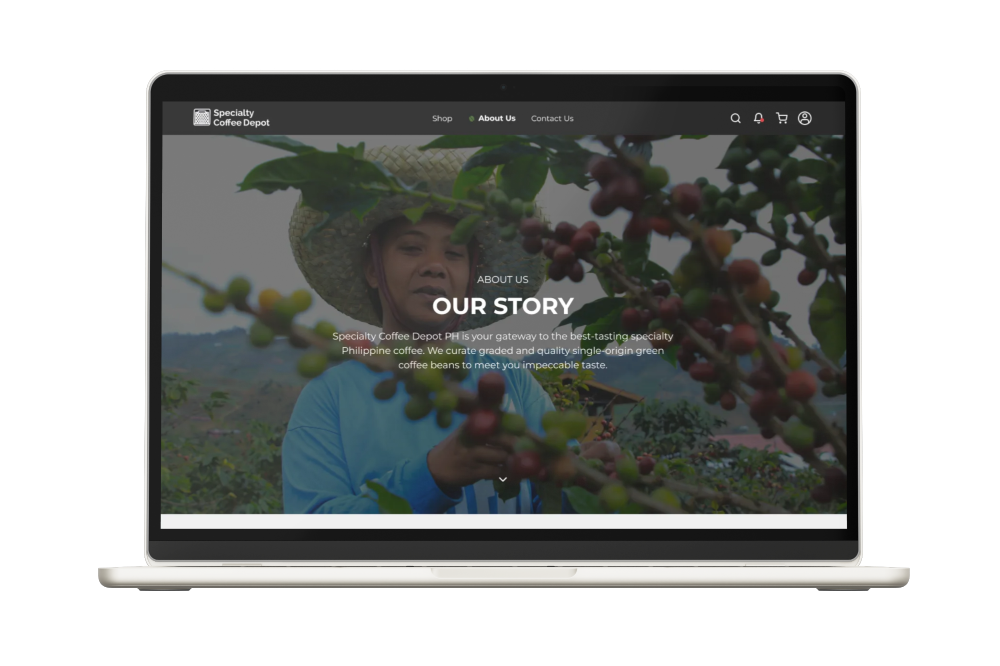 Specialty
Coffee Depot
Shop
About Us
Contact Us
ABOUT US
OUR STORY
Specialty Coffee Depot PH is your gateway to the best-tasting specialty
Philippine coffee. We curate graded and quality single-origin green
coffee beans to meet you impeccable taste.